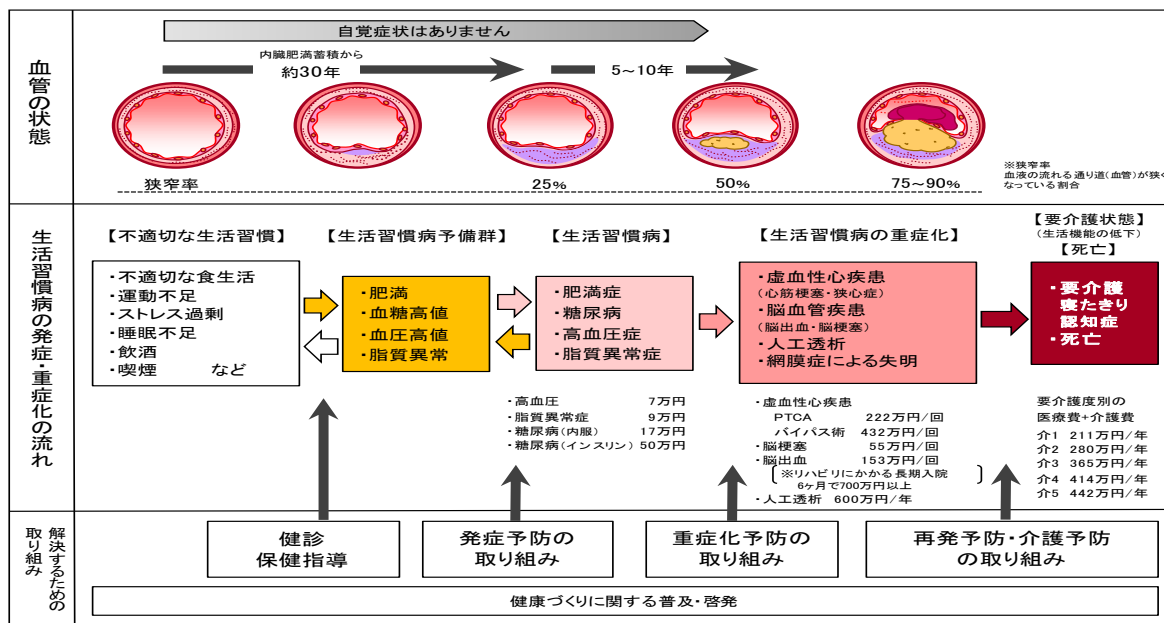 血管の状態
自覚症状はありません
内臓肥満蓄積から
約30年
5～10年
狭窄率
25%
50%
75～90%
※狭窄率
血液の流れる通り道(血管)が狭く
なっている割合
生活習慣病の発症・重症化の流れ
【不適切な生活習慣】
・不適切な食生活
・運動不足
・ストレス過剰
・睡眠不足
・飲酒
・喫煙 など
【生活習慣病予備群】
・肥満
・血糖高値
・血圧高値
・脂質異常
【生活習慣病】
・肥満症
・糖尿病
・高血圧症
・脂質異常症
【生活習慣病の重症化】
・虚血性心疾患
(心筋梗塞・狭心症)
・脳血管疾患
(脳出血・脳梗塞)
・人工透析
・網膜症による失明
【要介護状態】
(生活機能の低下)
【死亡】
・要介護
寝たきり
認知症
・死亡
・高血圧 7万円
・脂質異常症 9万円
・糖尿病(内服) 17万円
・糖尿病(インスリン) 50万円
・虚血性心疾患
PTCA 222万円/回
バイパス術 432万円/回
・脳梗塞 55万円/回
・脳出血 153万円/回
※リハビリにかかる長期入院
6ヶ月で700万円以上
・人工透析 600万円/年
要介護度別の
医療費+介護費
介1 211万円/年
介2 280万円/年
介3 365万円/年
介4 414万円/年
介5 442万円/年
解決するための
取り組み
健診
保健指導
発症予防の
取り組み
重症化予防の
取り組み
再発予防・介護予防
の取り組み
健康づくりに関する普及・啓発